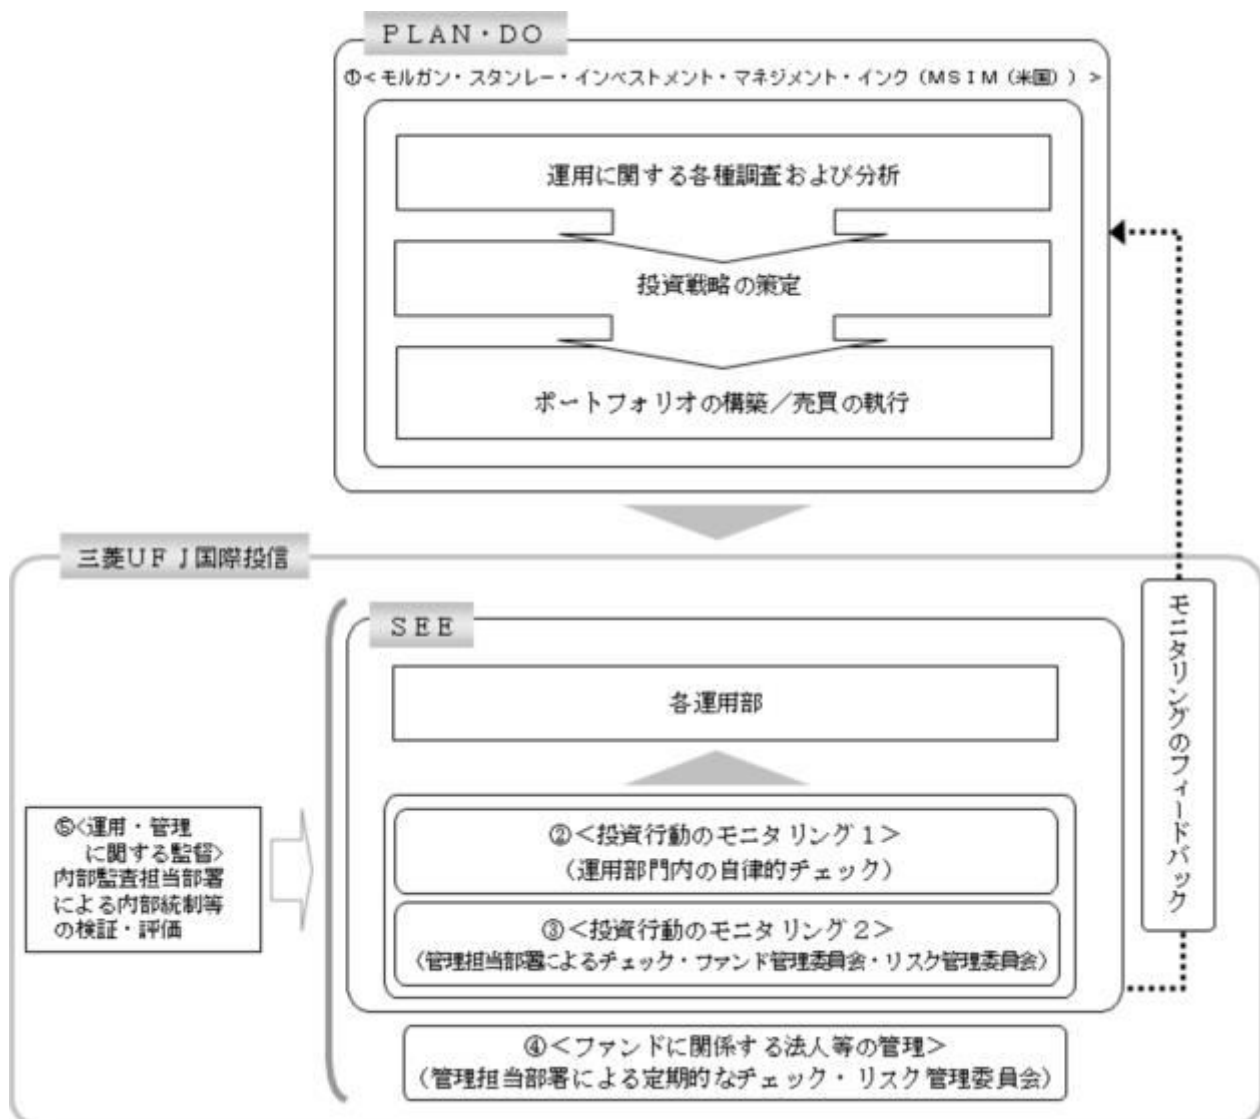 ＰＬＡＮ・ＤＯ
①＜モルガン・スタンレー・インベストメント・マネジメント・インク（ＭＳＩＭ（米国））＞
運用に関する各種調査および分析
投資戦略の策定
ポートフォリオの構築／売買の執行
三菱ＵＦＪ国際投信
ＳＥＥ
各運用部
②＜投資行動のモニタリング１＞
（運用部門内の自律的チェック）
③＜投資行動のモニタリング２＞
（管理担当部署によるチェック・ファンド管理委員会・リスク管理委員会）
④＜ファンドに関係する法人等の管理＞
（管理担当部署による定期的なチェック・リスク管理委員会）
⑤＜運用・管理
に関する監督＞
内部監査担当部署
による内部統制等
の検証・評価
モニタリングのフィードバック